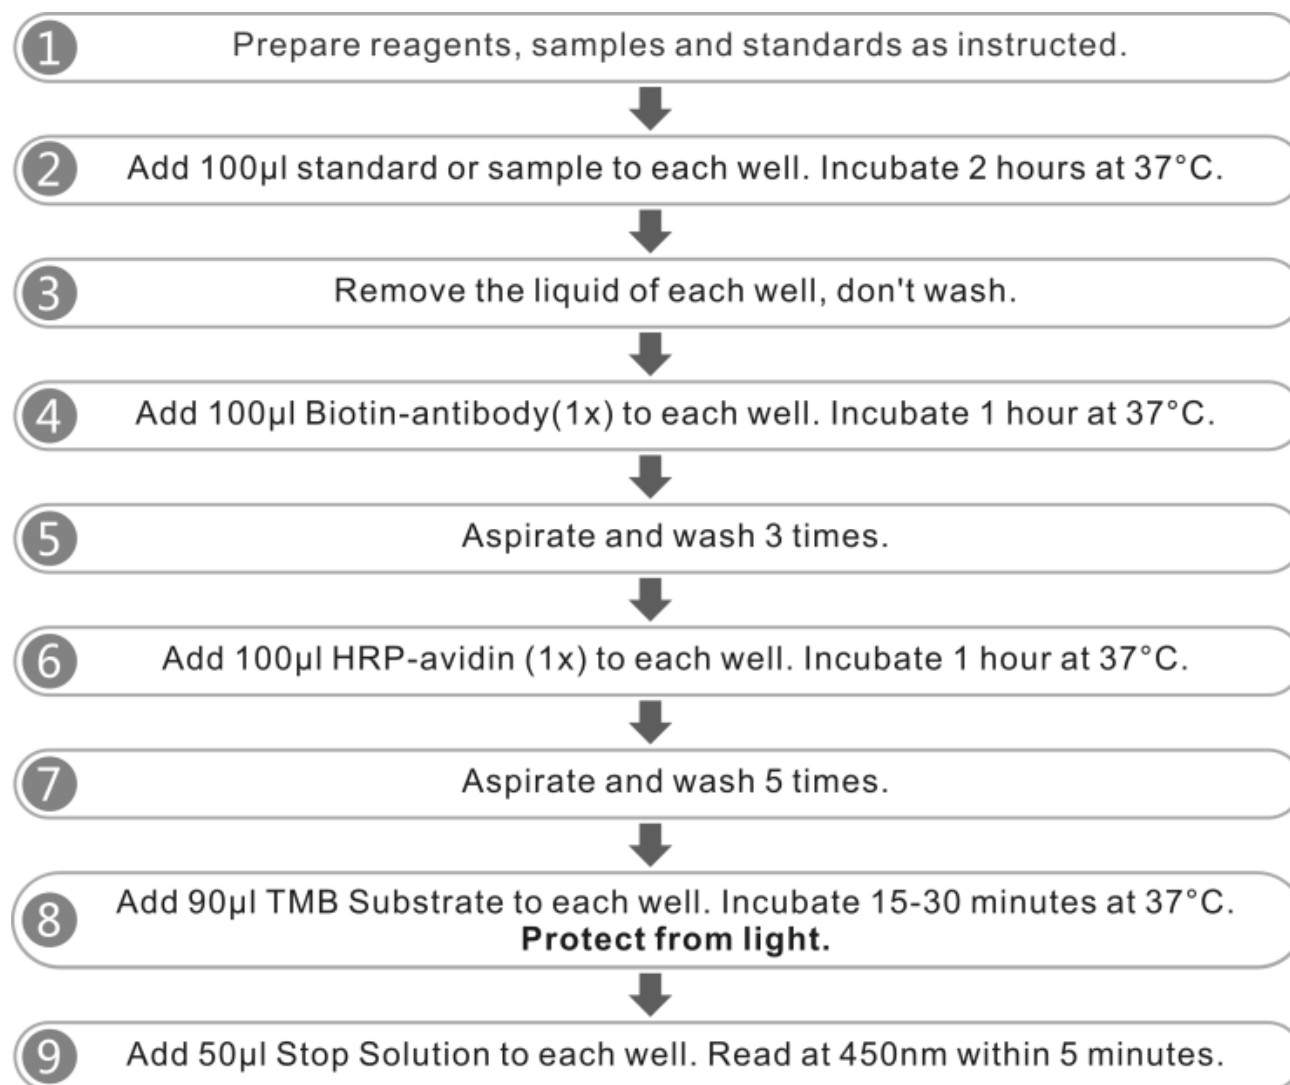 1 Prepare reagents, samples and standards as instructed.
2 Add 100µl standard or sample to each well. Incubate 2 hours at 37°C.
3 Remove the liquid of each well, don't wash.
4 Add 100µl Biotin-antibody(1x) to each well. Incubate 1 hour at 37°C.
5 Aspirate and wash 3 times.
6 Add 100µl HRP-avidin (1x) to each well. Incubate 1 hour at 37°C.
7 Aspirate and wash 5 times.
8 Add 90µl TMB Substrate to each well. Incubate 15-30 minutes at 37°C.
Protect from light.
9 Add 50µl Stop Solution to each well. Read at 450nm within 5 minutes.